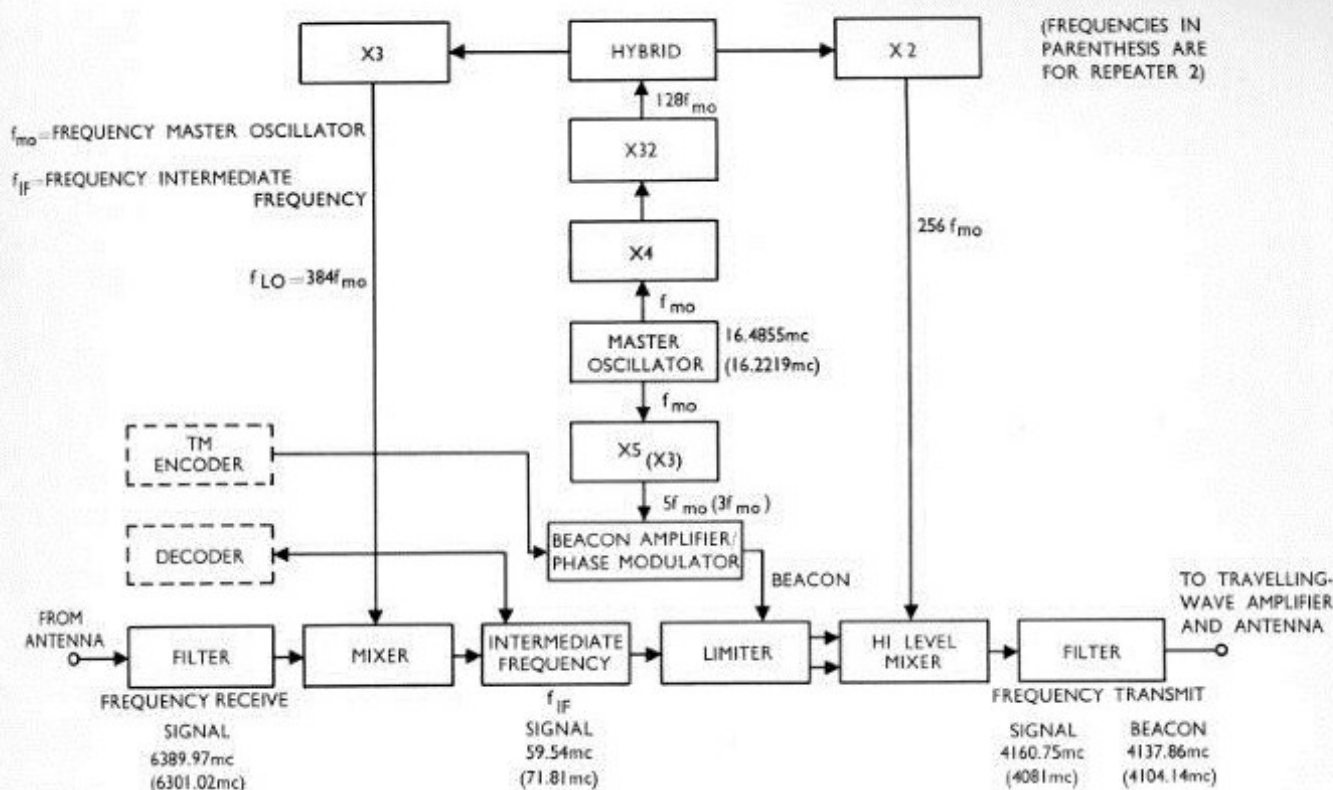 (FREQUENCIES IN
PARENTHESIS ARE
FOR REPEATER 2)
X3
HYBRID
X2
128f mo
f mo=FREQUENCY MASTER OSCILLATOR
X32
f IF=FREQUENCY INTERMEDIATE
FREQUENCY
X4
256 f mo
f LO=384f mo
f mo
MASTER
OSCILLATOR
16.4855mc
(16.2219mc)
f mo
TM
ENCODER
X5 (X3)
5f mo (3f mo)
DECODER
BEACON AMPLIFIER/
PHASE MODULATOR
BEACON
TO TRAVELLING-
WAVE AMPLIFIER
AND ANTENNA
FROM
ANTENNA
FILTER
MIXER
INTERMEDIATE
FREQUENCY
LIMITER
HI LEVEL
MIXER
FILTER
FREQUENCY RECEIVE
SIGNAL
6389.97mc
(6301.02mc)
f IF
SIGNAL
59.54mc
(71.81mc)
FREQUENCY TRANSMIT
SIGNAL
4160.75mc
(4081mc)
BEACON
4137.86mc
(4104.14mc)